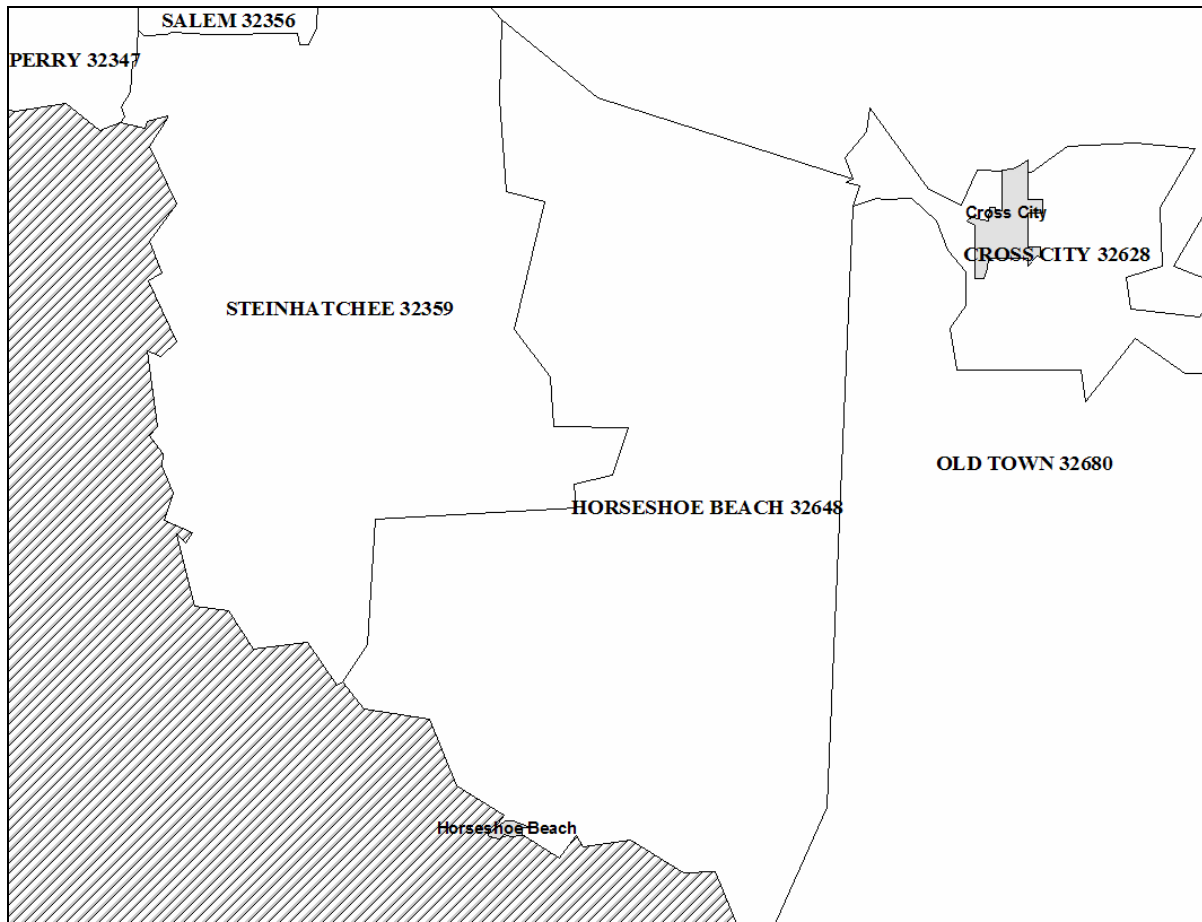 SALEM 32356
PERRY 32347
Cross City
CROSS CITY 32628
STEINHATCHEE 32359
OLD TOWN 32680
HORSESHOE BEACH 32648
Horseshoe Beach